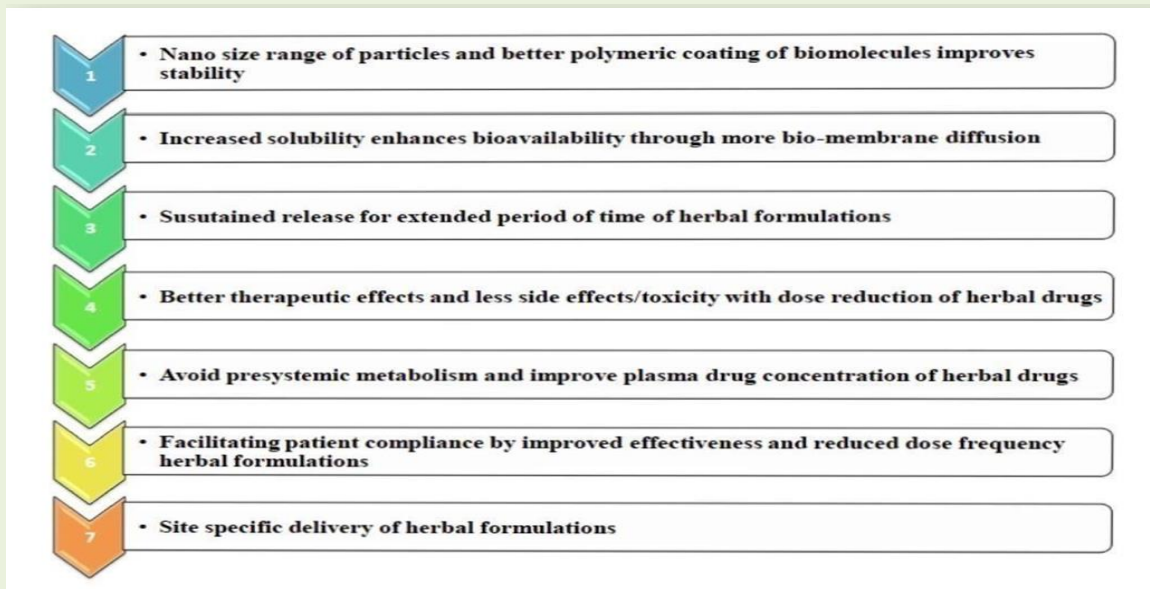 1
• Nano size range of particles and better polymeric coating of biomolecules improves
stability
2
• Increased solubility enhances bioavailability through more bio-membrane diffusion
3
• Susutained release for extended period of time of herbal formulations
4
• Better therapeutic effects and less side effects/toxicity with dose reduction of herbal drugs
5
• Avoid presystemic metabolism and improve plasma drug concentration of herbal drugs
6
• Facilitating patient compliance by improved effectiveness and reduced dose frequency
herbal formulations
7
• Site specific delivery of herbal formulations